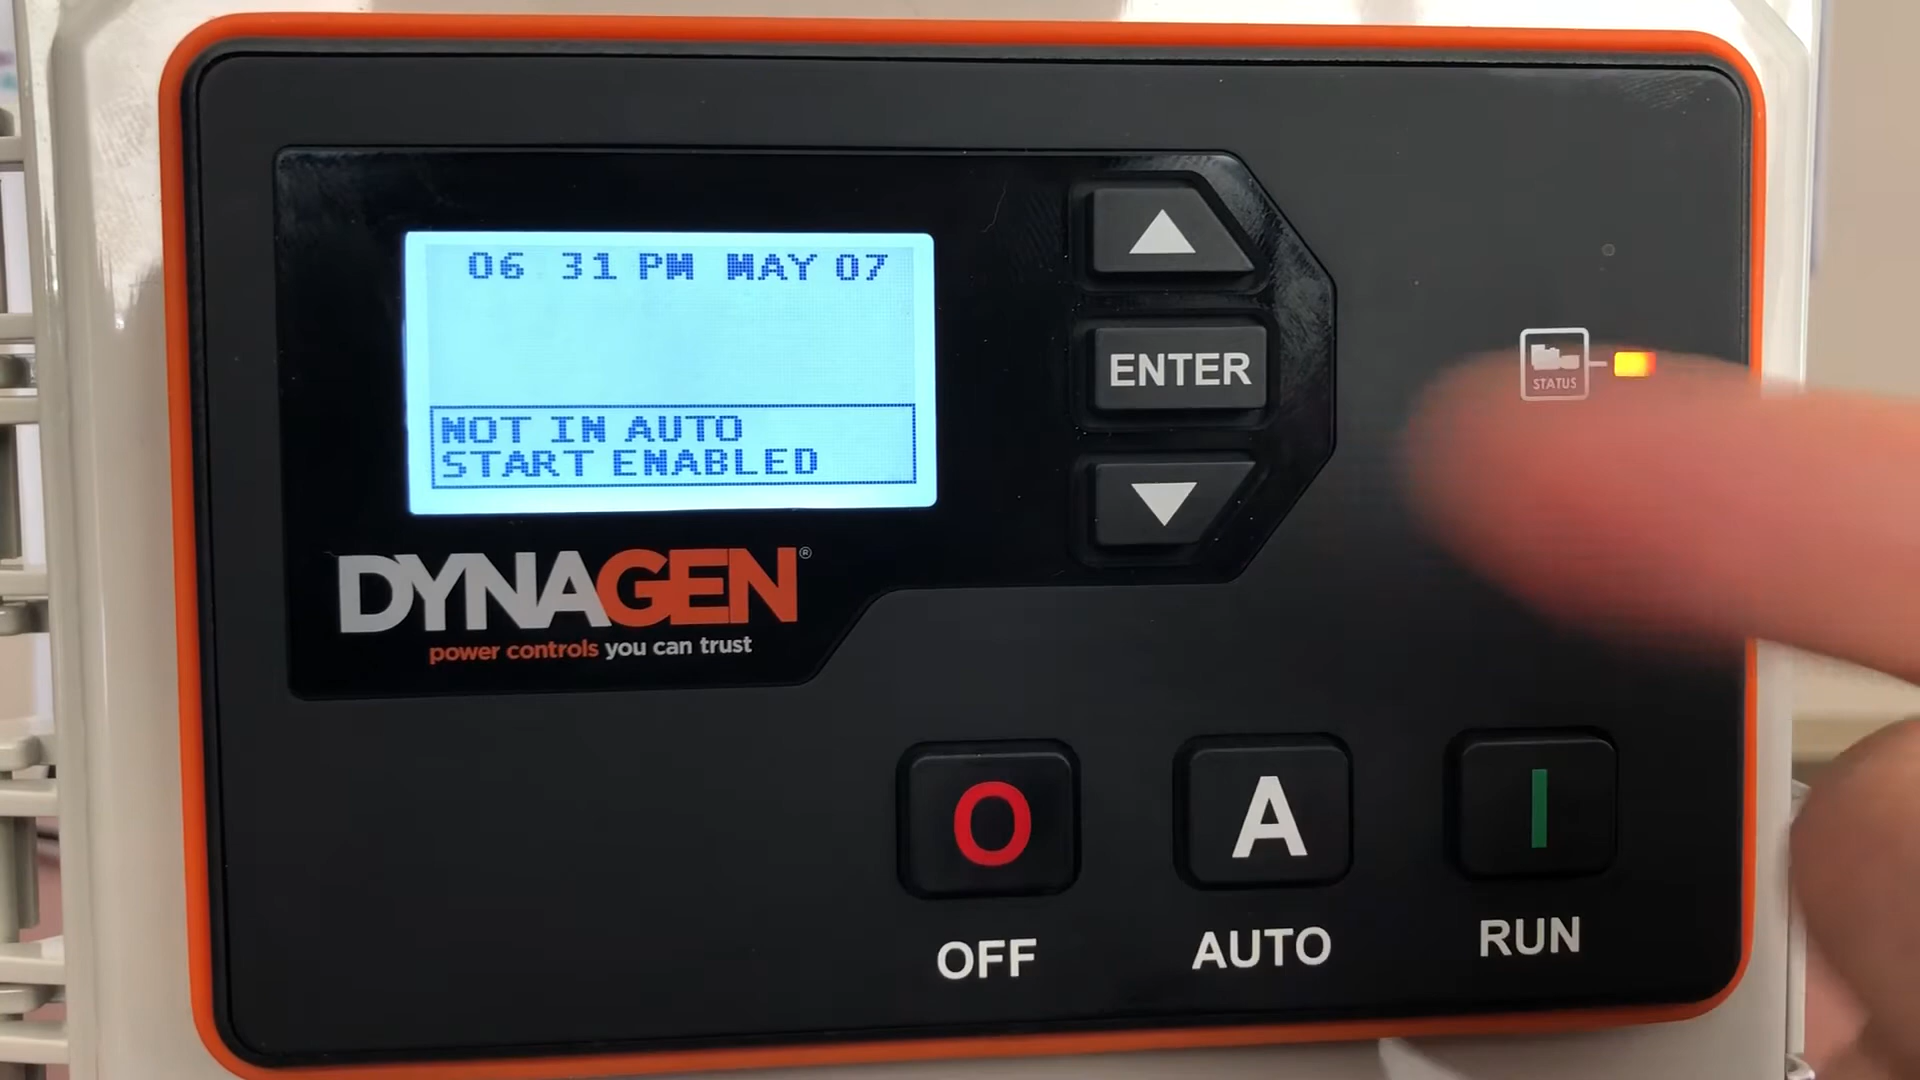 06 31 PM MAY 07
NOT IN AUTO
START ENABLED
DYNAGEN®
power controls you can trust
ENTER
STATUS
O
A
I
OFF
AUTO
RUN